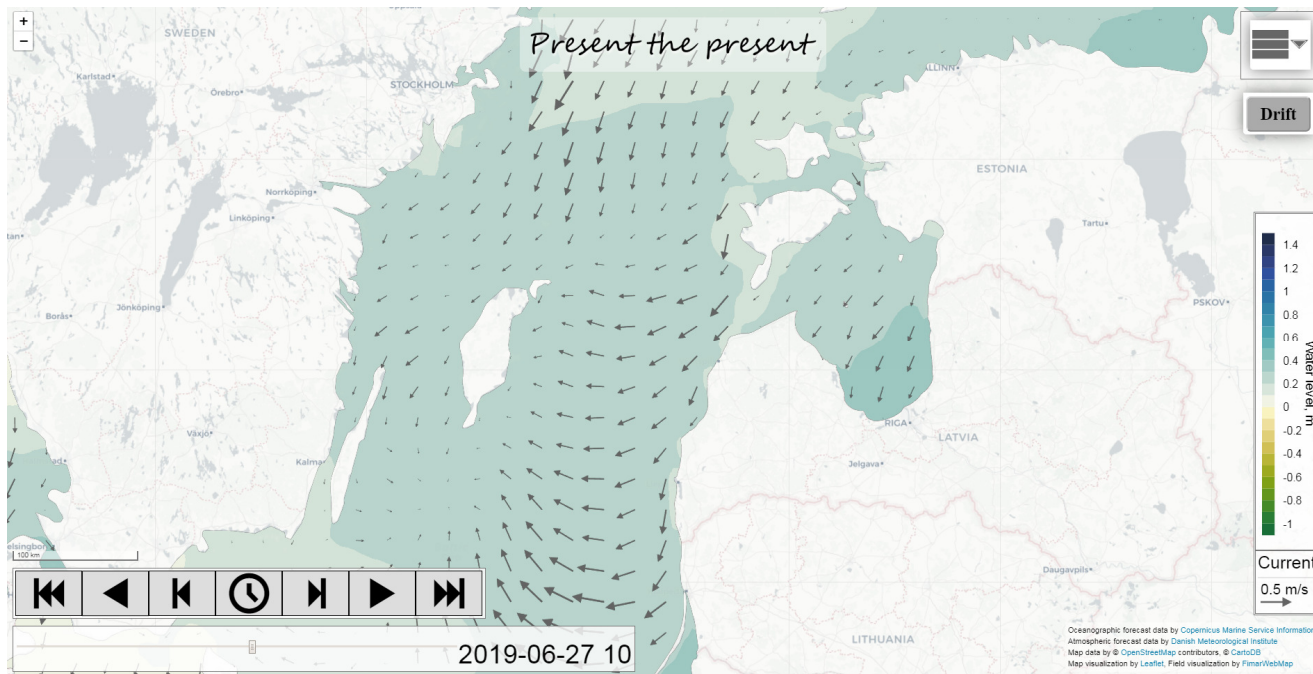 +
−
SWEDEN
Karlstad
Örebro
STOCKHOLM
Norrköping
Linköping
Jönköping
Borås
Växjö
Kalma
elsingbor
100 km
Present the present
ALLINN
ESTONIA
Tartu
PSKOV
RIGA
LATVIA
Jelgava
Daugavpils
LITHUANIA
Drift
1.4
1.2
1
0.8
0.6
0.4
0.2
0
-0.2
-0.4
-0.6
-0.8
-1
Water level, m
Current
0.5 m/s
2019-06-27 10
Oceanographic forecast data by Copernicus Marine Service Information
Atmospheric forecast data by Danish Meteorological Institute
Map data by © OpenStreetMap contributors, © CartoDB
Map visualization by Leaflet, Field visualization by FimarWebMap